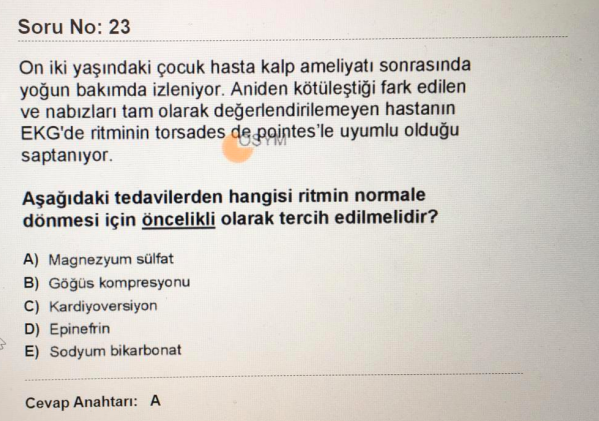 Soru No: 23
On iki yaşındaki çocuk hasta kalp ameliyatı sonrasında
yoğun bakımda izleniyor. Aniden kötüleştiği fark edilen
ve nabızları tam olarak değerlendirilemeyen hastanın
EKG'de ritminin torsades de pointes'le uyumlu olduğu
saptanıyor.
ÖSYM
Aşağıdaki tedavilerden hangisi ritmin normale
dönmesi için öncelikli olarak tercih edilmelidir?
A) Magnezyum sülfat
B) Göğüs kompresyonu
C) Kardiyoversiyon
D) Epinefrin
E) Sodyum bikarbonat
Cevap Anahtarı: A